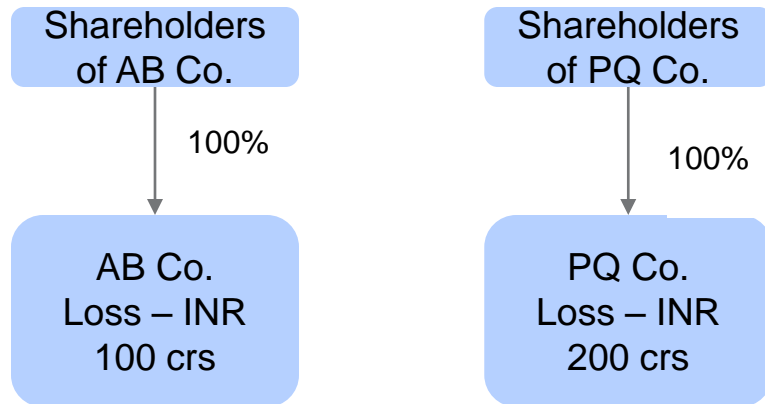 Shareholders
of AB Co.
Shareholders
of PQ Co.
100%
100%
AB Co.
Loss – INR
100 crs
PQ Co.
Loss – INR
200 crs